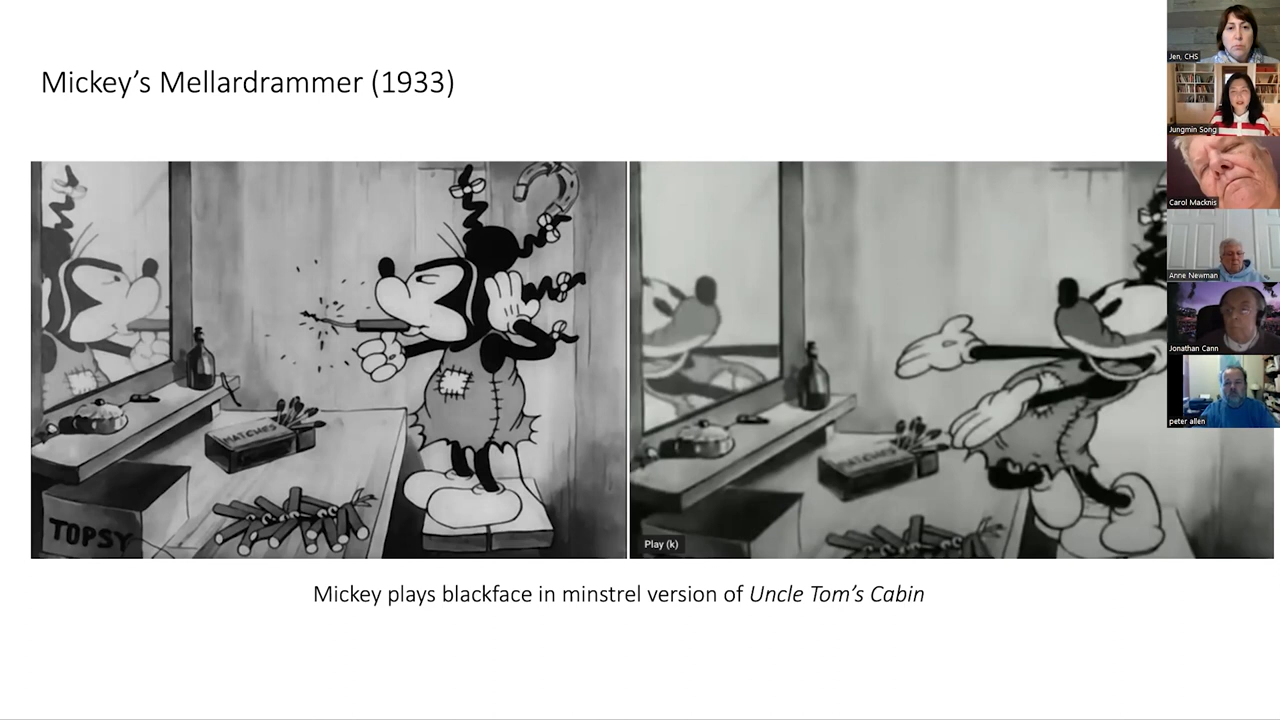 Mickey’s Mellardrammer (1933)
MATCHES
TOPSY
MATCHES
Play (k)
Mickey plays blackface in minstrel version of Uncle Tom’s Cabin
Jen, CHS
Jungmin Song
Carol Macknis
Anne Newman
Jonathan Cann
peter allen